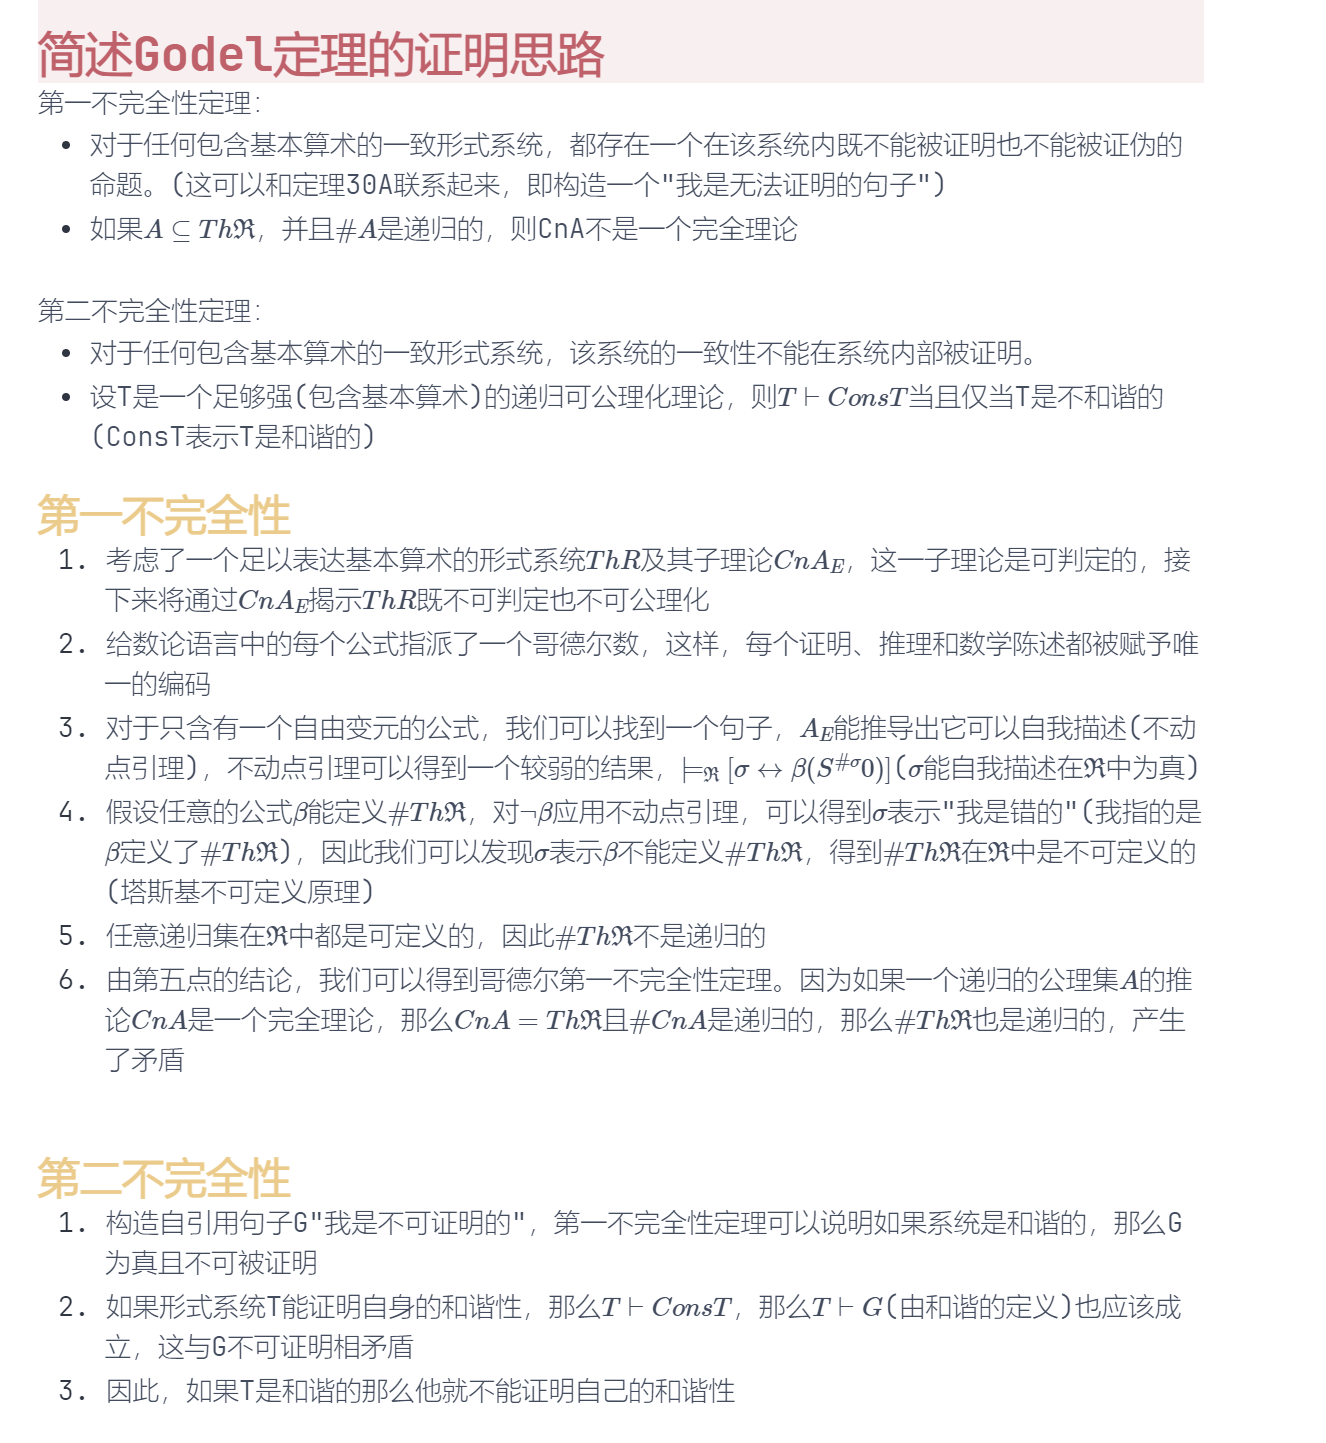 简述Godel定理的证明思路
第一不完全性定理：
• 对于任何包含基本算术的一致形式系统，都存在一个在该系统内既不能被证明也不能被证伪的
命题。(这可以和定理30A联系起来，即构造一个"我是无法证明的句子")
• 如果A ⊆ Thℜ，并且#A是递归的，则CnA不是一个完全理论
第二不完全性定理：
• 对于任何包含基本算术的一致形式系统，该系统的一致性不能在系统内部被证明。
• 设T是一个足够强(包含基本算术)的递归可公理化理论，则T ⊢ ConsT当且仅当T是不和谐的
(ConsT表示T是和谐的)
第一不完全性
1. 考虑了一个足以表达基本算术的形式系统ThR及其子理论CnA_E，这一子理论是可判定的，接
下来将通过CnA_E揭示ThR既不可判定也不可公理化
2. 给数论语言中的每个公式指派了一个哥德尔数，这样，每个证明、推理和数学陈述都被赋予唯
一的编码
3. 对于只含有一个自由变元的公式，我们可以找到一个句子，A_E能推导出它可以自我描述(不动
点引理)，不动点引理可以得到一个较弱的结果，⊨_ℜ [σ ↔ β(S^{#σ}0)](σ能自我描述在ℜ中为真)
4. 假设任意的公式β能定义#Thℜ，对¬β应用不动点引理，可以得到σ表示"我是错的"(我指的是
β定义了#Thℜ)，因此我们可以发现σ表示β不能定义#Thℜ，得到#Thℜ在ℜ中是不可定义的
(塔斯基不可定义原理)
5. 任意递归集在ℜ中都是可定义的，因此#Thℜ不是递归的
6. 由第五点的结论，我们可以得到哥德尔第一不完全性定理。因为如果一个递归的公理集A的推
论CnA是一个完全理论，那么CnA = Thℜ且#CnA是递归的，那么#Thℜ也是递归的，产生
了矛盾
第二不完全性
1. 构造自引用句子G"我是不可证明的"，第一不完全性定理可以说明如果系统是和谐的，那么G
为真且不可被证明
2. 如果形式系统T能证明自身的和谐性，那么T ⊢ ConsT，那么T ⊢ G(由和谐的定义)也应该成
立，这与G不可证明相矛盾
3. 因此，如果T是和谐的那么他就不能证明自己的和谐性